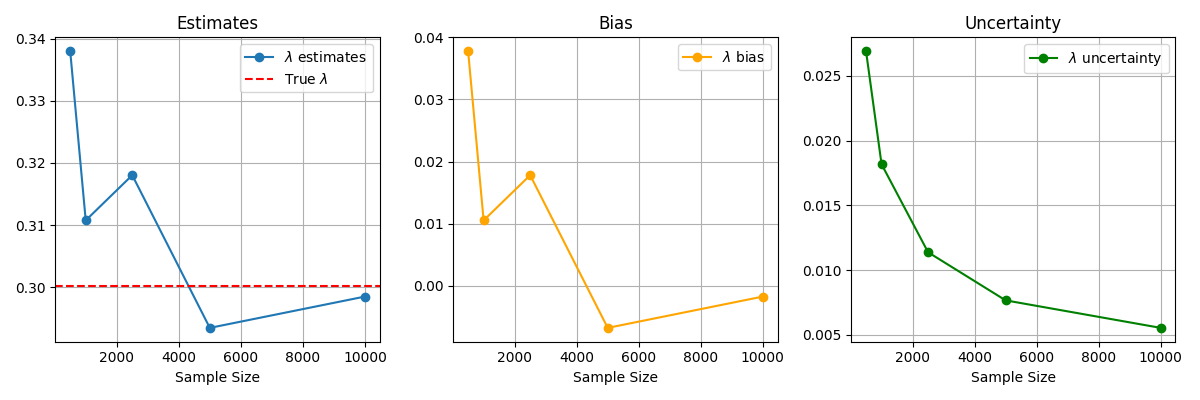 Estimates
λ estimates
True λ
0.34
0.33
0.32
0.31
0.30
2000 4000 6000 8000 10000
Sample Size
Bias
λ bias
0.04
0.03
0.02
0.01
0.00
2000 4000 6000 8000 10000
Sample Size
Uncertainty
λ uncertainty
0.025
0.020
0.015
0.010
0.005
2000 4000 6000 8000 10000
Sample Size